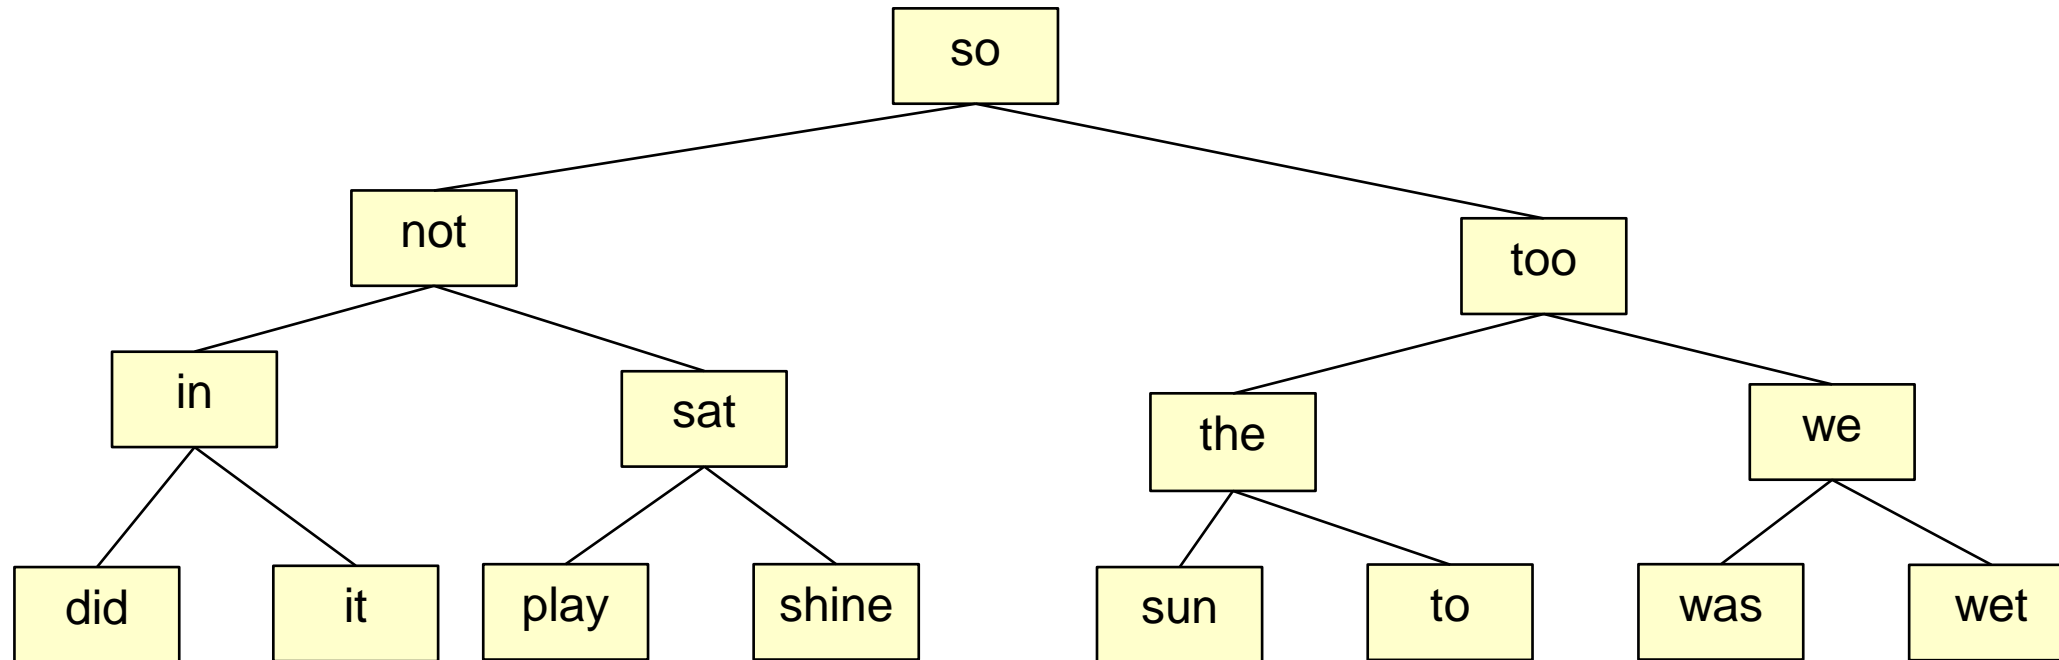 so
not
too
in
sat
the
we
did
it
play
shine
sun
to
was
wet